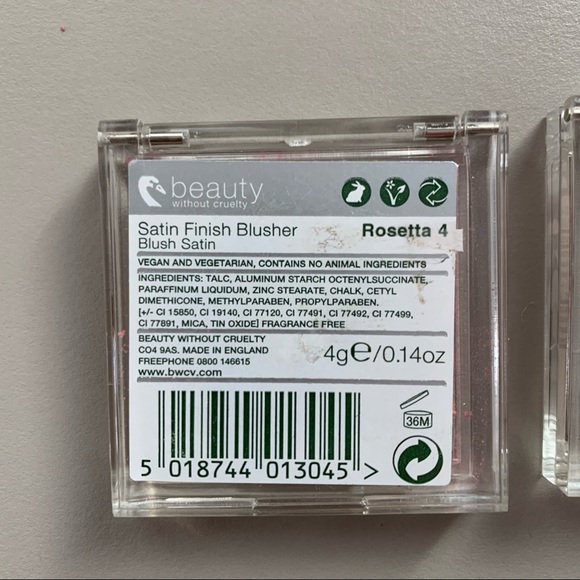 beauty
without cruelty
Satin Finish Blusher Rosetta 4
Blush Satin
VEGAN AND VEGETARIAN, CONTAINS NO ANIMAL INGREDIENTS
INGREDIENTS: TALC, ALUMINUM STARCH OCTENYLSUCCINATE,
PARAFFINUM LIQUIDUM, ZINC STEARATE, CHALK, CETYL
DIMETHICONE, METHYLPARABEN, PROPYLPARABEN.
[+/- CI 15850, CI 19140, CI 77120, CI 77491, CI 77492, CI 77499,
CI 77891, MICA, TIN OXIDE] FRAGRANCE FREE
BEAUTY WITHOUT CRUELTY
CO4 9AS. MADE IN ENGLAND
FREEPHONE 0800 146615
www.bwcv.com
4g℮/0.14oz
36M
5 018744 013045 >